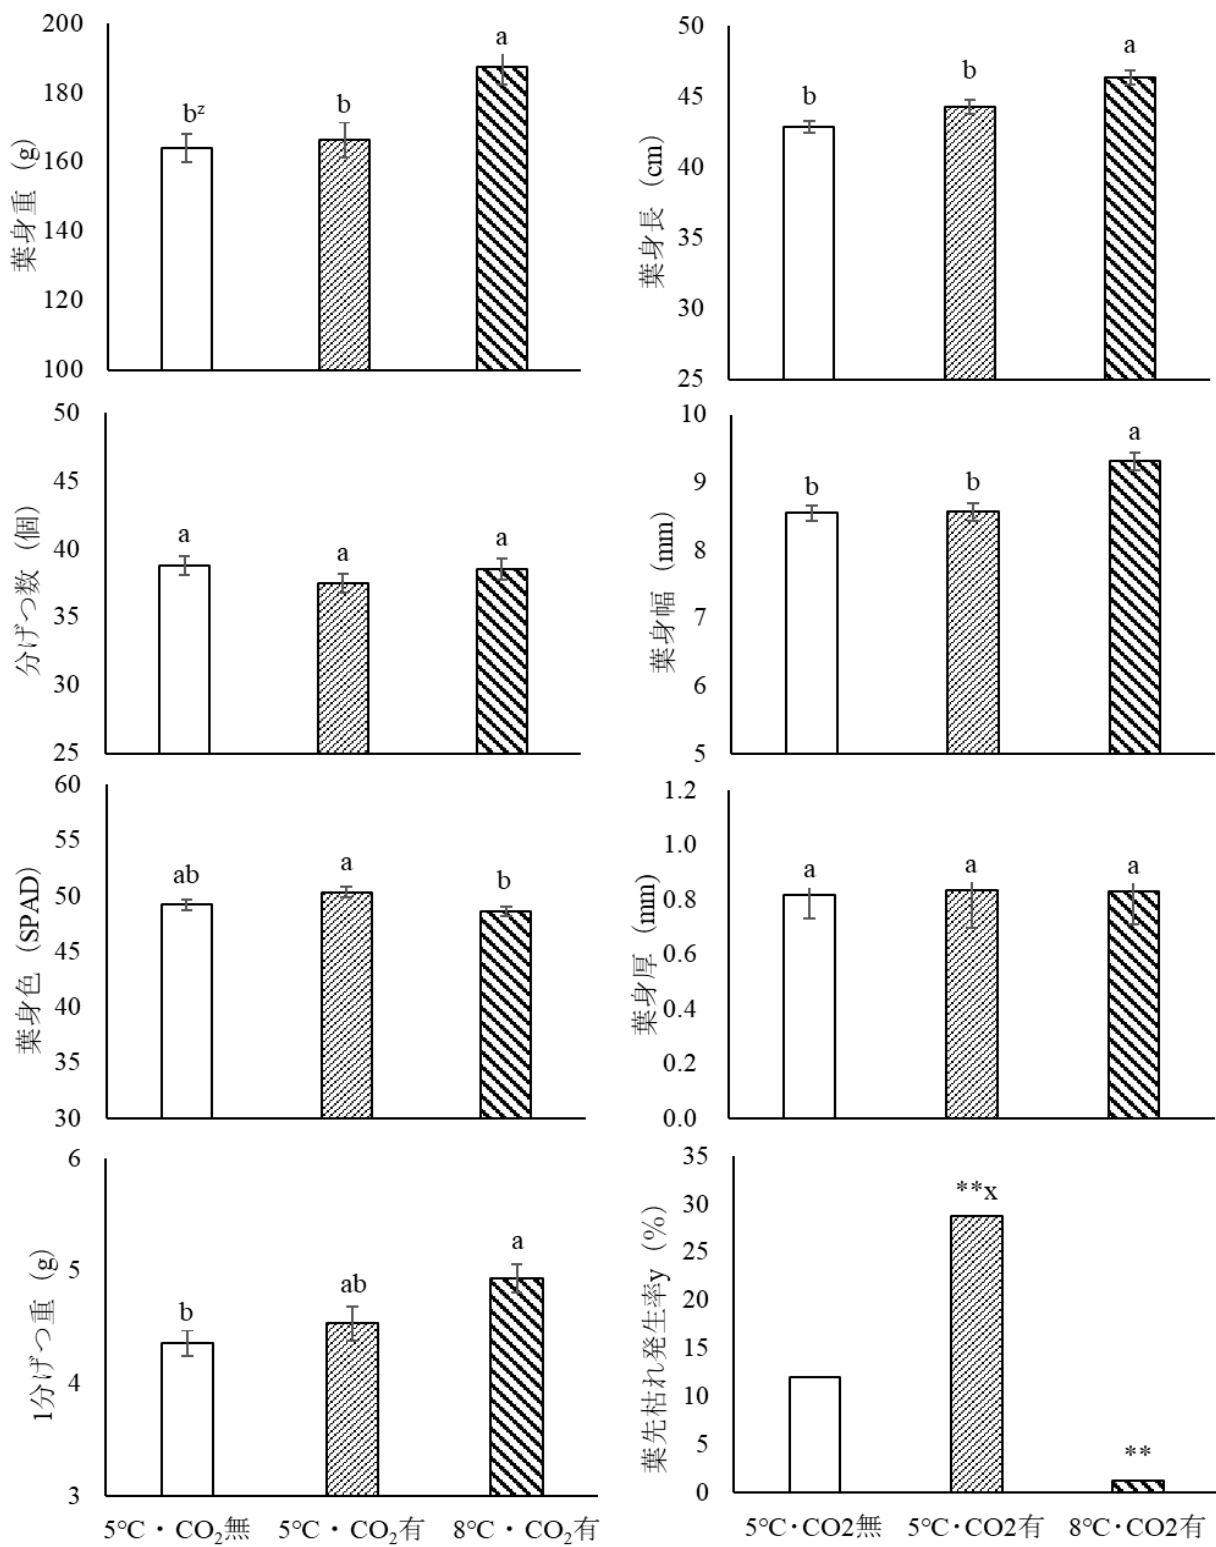 200
180
160
140
120
100
葉身重 (g)
bᶻ
b
a
50
45
40
35
30
25
葉身長 (cm)
b
b
a
50
45
40
35
30
25
分げつ数 (個)
a
a
a
10
9
8
7
6
5
葉身幅 (mm)
b
b
a
60
55
50
45
40
35
30
葉身色 (SPAD)
ab
a
b
1.2
1.0
0.8
0.6
0.4
0.2
0.0
葉身厚 (mm)
a
a
a
6
5
4
3
1分げつ重 (g)
b
ab
a
5℃・CO₂無
5℃・CO₂有
8℃・CO₂有
35
30
25
20
15
10
5
0
葉先枯れ発生率y (%)
**x
**
5℃・CO2無
5℃・CO2有
8℃・CO2有